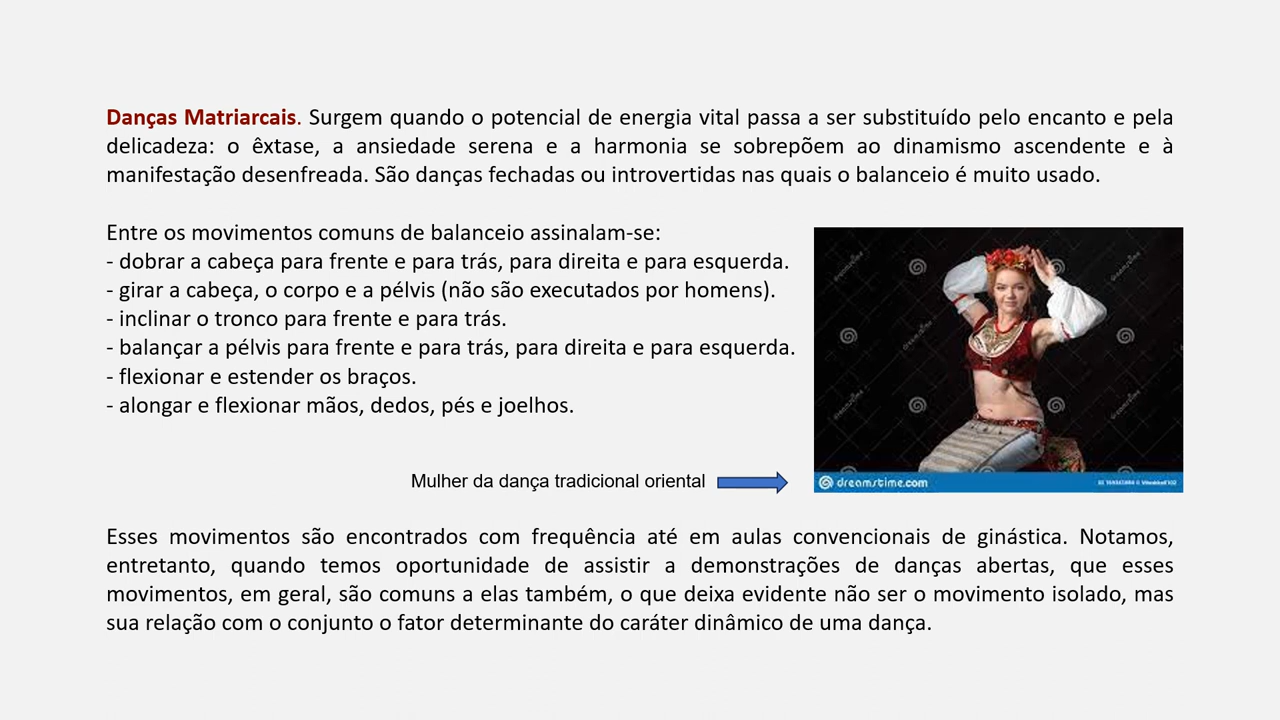 Danças Matriarcais. Surgem quando o potencial de energia vital passa a ser substituído pelo encanto e pela
delicadeza: o êxtase, a ansiedade serena e a harmonia se sobrepõem ao dinamismo ascendente e à
manifestação desenfreada. São danças fechadas ou introvertidas nas quais o balanceio é muito usado.
Entre os movimentos comuns de balanceio assinalam-se:
- dobrar a cabeça para frente e para trás, para direita e para esquerda.
- girar a cabeça, o corpo e a pélvis (não são executados por homens).
- inclinar o tronco para frente e para trás.
- balançar a pélvis para frente e para trás, para direita e para esquerda.
- flexionar e estender os braços.
- alongar e flexionar mãos, dedos, pés e joelhos.
Mulher da dança tradicional oriental
dreamstime.com
Esses movimentos são encontrados com frequência até em aulas convencionais de ginástica. Notamos,
entretanto, quando temos oportunidade de assistir a demonstrações de danças abertas, que esses
movimentos, em geral, são comuns a elas também, o que deixa evidente não ser o movimento isolado, mas
sua relação com o conjunto o fator determinante do caráter dinâmico de uma dança.